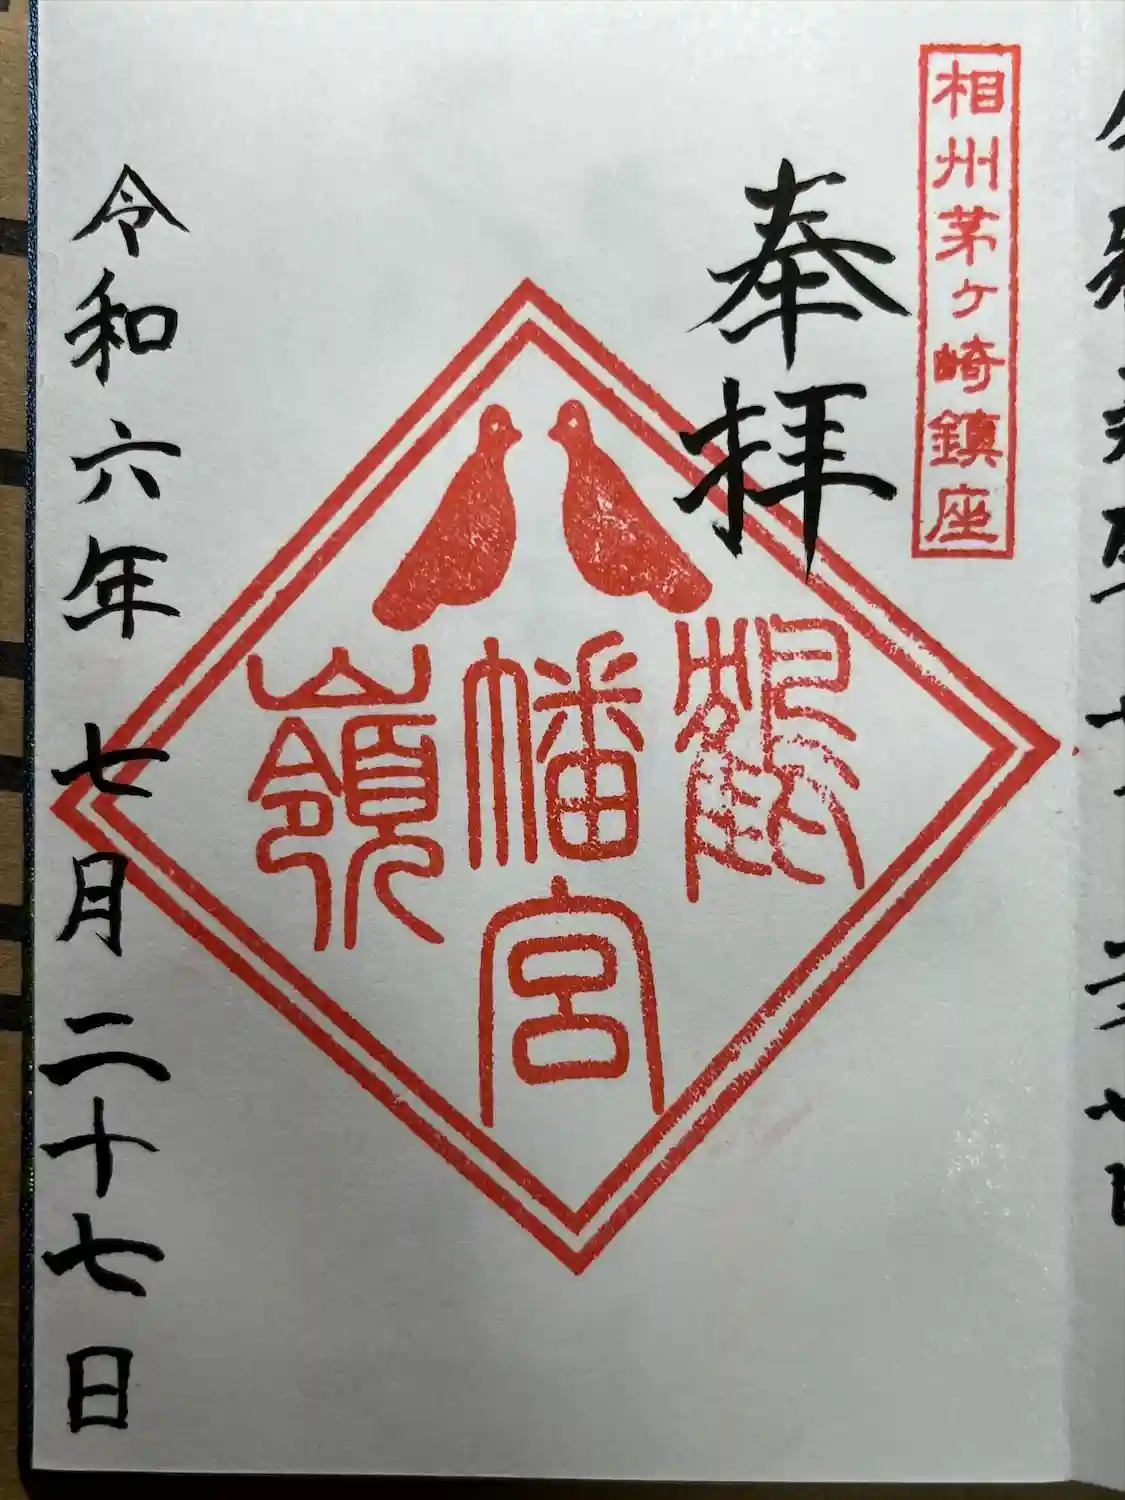 相州茅ヶ崎鎮座
奉拝
鶴
幡宮
嶺
令和六年 七月二十七日